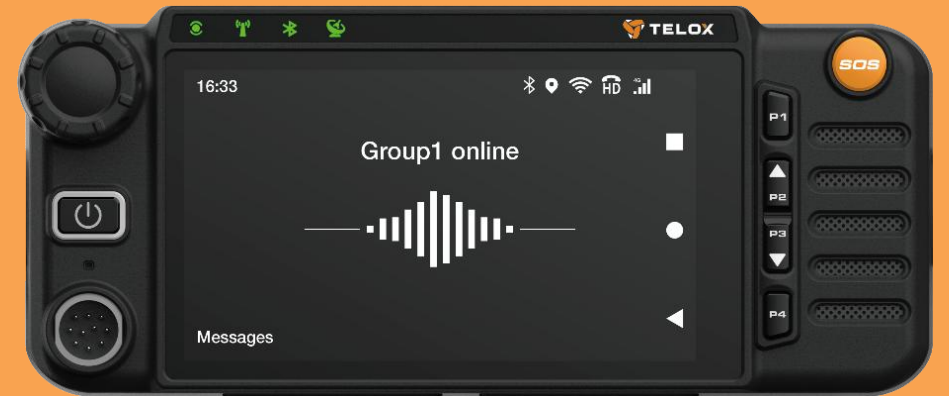 TELOX
SOS
16:33
HD
4G
P1
Group1 online
P2
P3
P4
Messages